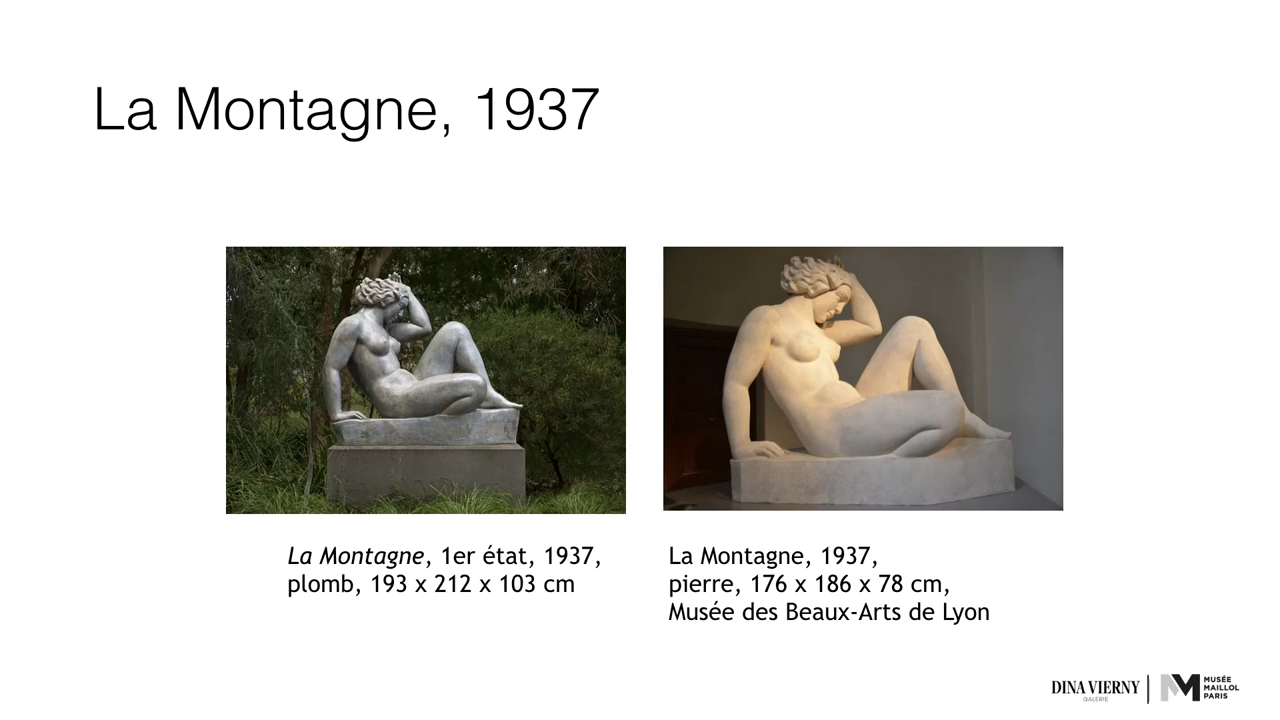 La Montagne, 1937
La Montagne, 1er état, 1937,
plomb, 193 x 212 x 103 cm
La Montagne, 1937,
pierre, 176 x 186 x 78 cm,
Musée des Beaux-Arts de Lyon
DINA VIERNY
GALERIE
MUSÉE
MAILLOL
PARIS